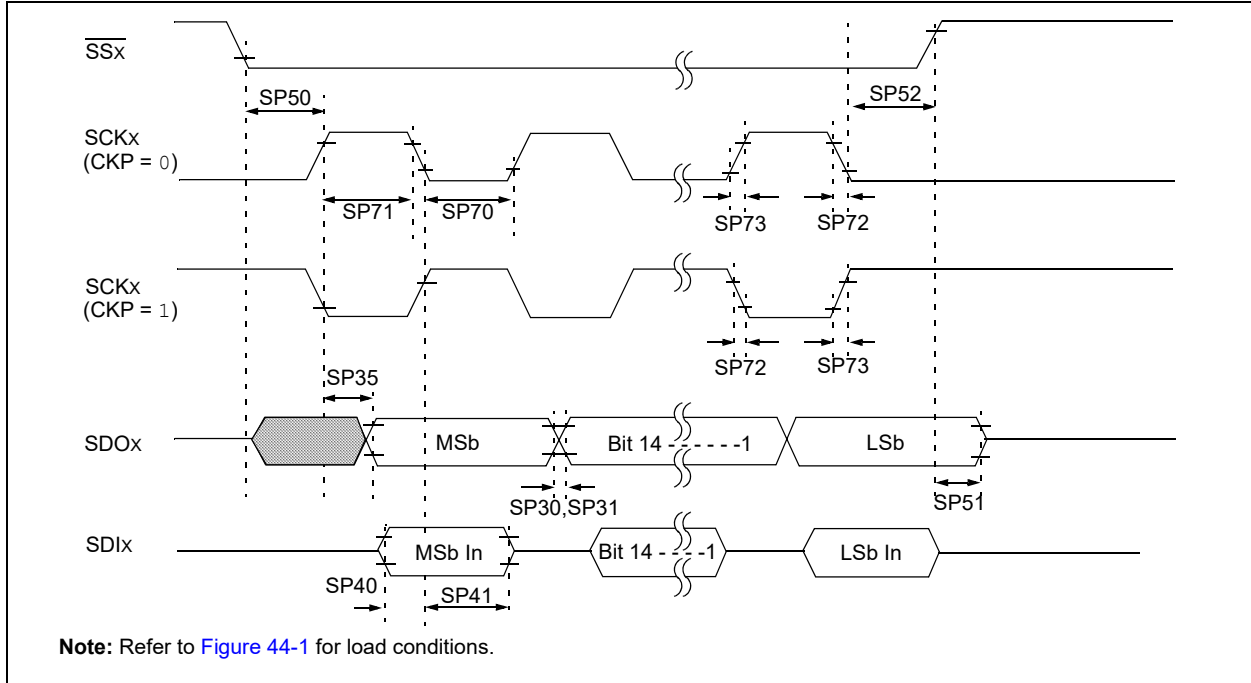 SSX
SP50
SP52
SCKX
(CKP = 0)
SP71
SP70
SP73
SP72
SCKX
(CKP = 1)
SP72
SP73
SP35
SDOX
MSb
Bit 14 - - - - - -1
LSb
SP30,SP31
SP51
SDIX
MSb In
Bit 14 - - - -1
LSb In
SP40
SP41
Note: Refer to Figure 44-1 for load conditions.